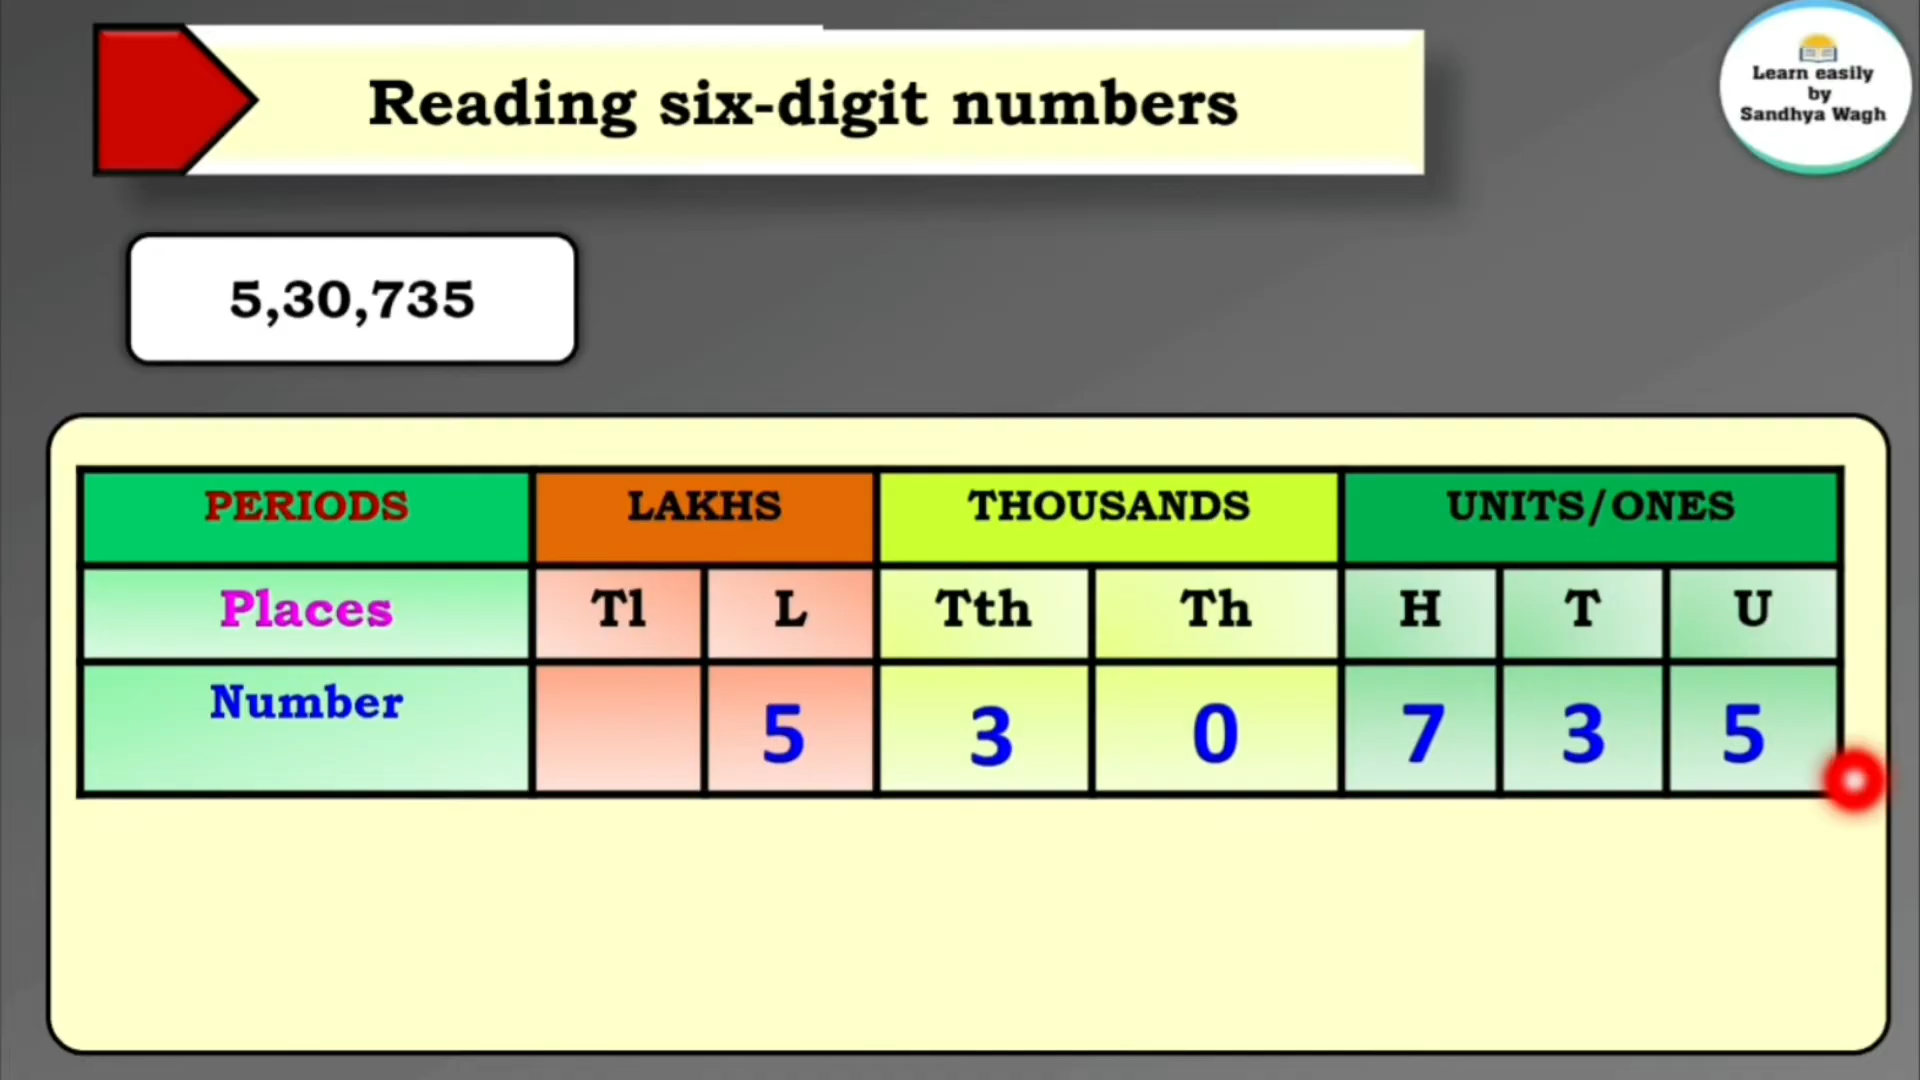 Reading six-digit numbers
Learn easily
by
Sandhya Wagh
5,30,735
PERIODS LAKHS THOUSANDS UNITS/ONES
Places Tl L Tth Th H T U
Number 5 3 0 7 3 5